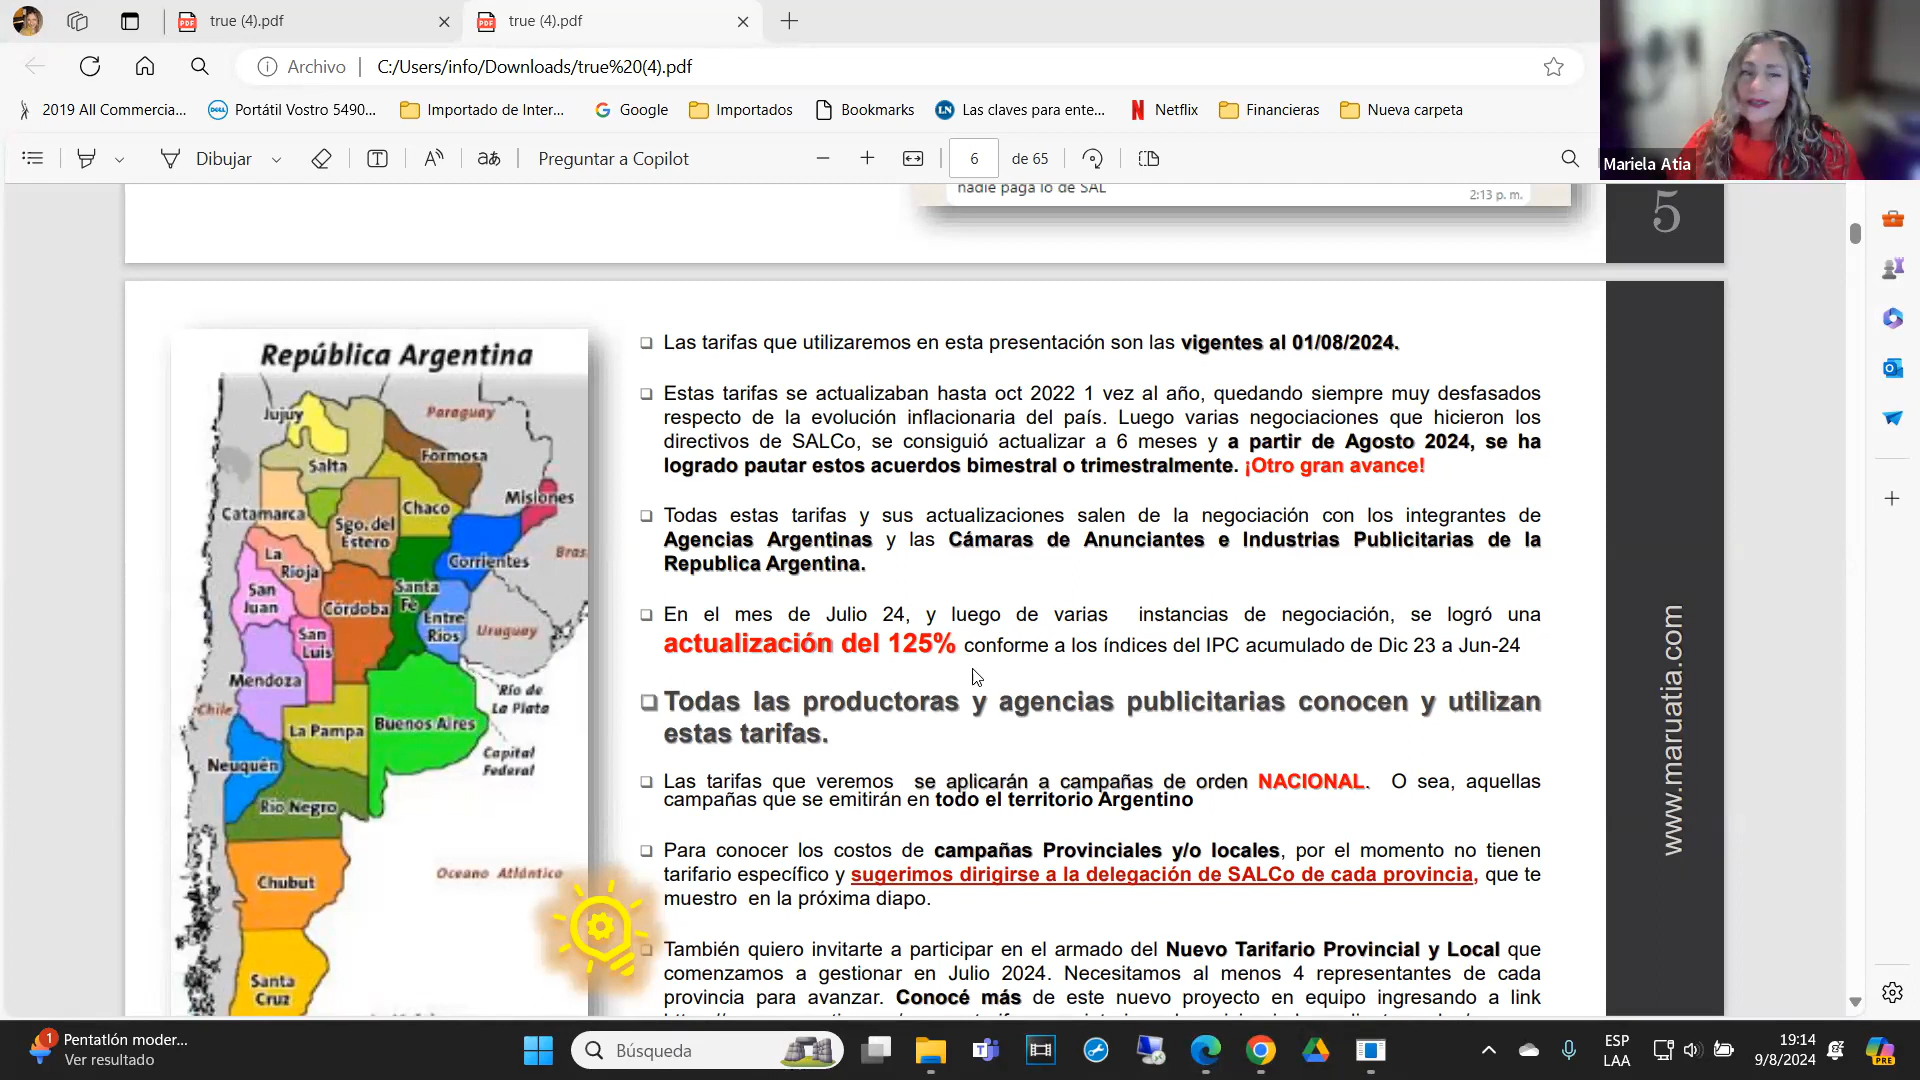 true (4).pdf
true (4).pdf
Archivo
C:/Users/info/Downloads/true%20(4).pdf
2019 All Commercia...
Portátil Vostro 5490...
Importado de Inter...
Google
Importados
Bookmarks
Las claves para ente...
Netflix
Financieras
Nueva carpeta
Dibujar
Preguntar a Copilot
6
de 65
Mariela Atia
nadie paga lo de SAL
2:13 p. m.
5
República Argentina
Jujuy
Paraguay
Salta
Formosa
Misiones
Catamarca
Chaco
Sgo. del
Estero
Bras
La
Rioja
Corrientes
San
Juan
Santa
Fe
Córdoba
Entre
Ríos
Uruguay
San
Luis
Mendoza
Río de
La Plata
Chile
La Pampa
Buenos Aires
Capital
Federal
Neuquén
Río Negro
Chubut
Oceano Atlántico
Santa
Cruz
Las tarifas que utilizaremos en esta presentación son las vigentes al 01/08/2024.
Estas tarifas se actualizaban hasta oct 2022 1 vez al año, quedando siempre muy desfasados
respecto de la evolución inflacionaria del país. Luego varias negociaciones que hicieron los
directivos de SALCo, se consiguió actualizar a 6 meses y a partir de Agosto 2024, se ha
logrado pautar estos acuerdos bimestral o trimestralmente. ¡Otro gran avance!
Todas estas tarifas y sus actualizaciones salen de la negociación con los integrantes de
Agencias Argentinas y las Cámaras de Anunciantes e Industrias Publicitarias de la
Republica Argentina.
En el mes de Julio 24, y luego de varias instancias de negociación, se logró una
actualización del 125% conforme a los índices del IPC acumulado de Dic 23 a Jun-24
Todas las productoras y agencias publicitarias conocen y utilizan
estas tarifas.
Las tarifas que veremos se aplicarán a campañas de orden NACIONAL. O sea, aquellas
campañas que se emitirán en todo el territorio Argentino
Para conocer los costos de campañas Provinciales y/o locales, por el momento no tienen
tarifario específico y sugerimos dirigirse a la delegación de SALCo de cada provincia, que te
muestro en la próxima diapo.
También quiero invitarte a participar en el armado del Nuevo Tarifario Provincial y Local que
comenzamos a gestionar en Julio 2024. Necesitamos al menos 4 representantes de cada
provincia para avanzar. Conocé más de este nuevo proyecto en equipo ingresando a link
www.maruatia.com
1
Pentatlón moder...
Ver resultado
Búsqueda
ESP
LAA
19:14
9/8/2024
PRE